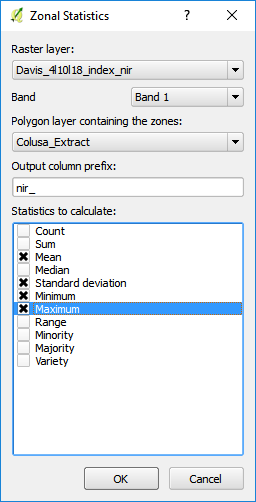 Zonal Statistics
Raster layer:
Davis_4l10l18_index_nir
Band
Band 1
Polygon layer containing the zones:
Colusa_Extract
Output column prefix:
nir_
Statistics to calculate:
Count
Sum
Mean
Median
Standard deviation
Minimum
Maximum
Range
Minority
Majority
Variety
OK
Cancel